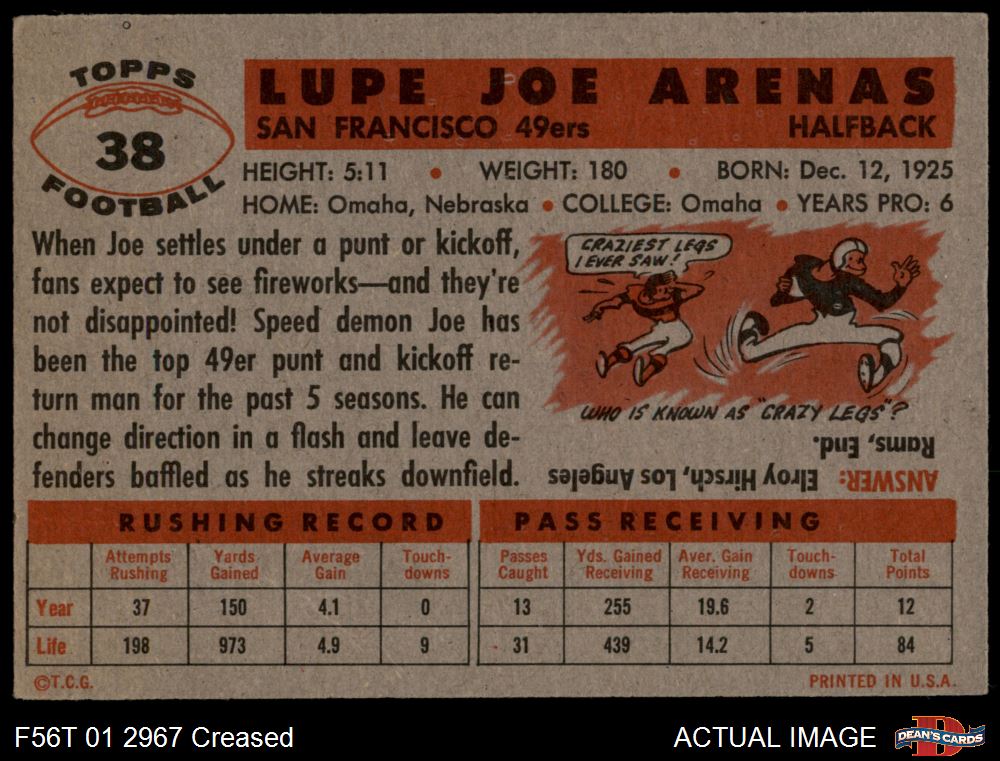 TOPPS
38
FOOTBALL
LUPE JOE ARENAS
SAN FRANCISCO 49ers HALFBACK
HEIGHT: 5:11 • WEIGHT: 180 • BORN: Dec. 12, 1925
HOME: Omaha, Nebraska • COLLEGE: Omaha • YEARS PRO: 6
When Joe settles under a punt or kickoff,
fans expect to see fireworks—and they're
not disappointed! Speed demon Joe has
been the top 49er punt and kickoff re-
turn man for the past 5 seasons. He can
change direction in a flash and leave de-
fenders baffled as he streaks downfield.
CRAZIEST LEGS
I EVER SAW!
WHO IS KNOWN AS "CRAZY LEGS"?
ANSWER: Elroy Hirsch, Los Angeles
Rams, End.
RUSHING RECORD PASS RECEIVING
Attempts Yards Average Touch- Passes Yds. Gained Aver. Gain Touch- Total
Rushing Gained Gain downs Caught Receiving Receiving downs Points
Year 37 150 4.1 0 13 255 19.6 2 12
Life 198 973 4.9 9 31 439 14.2 5 84
©T.C.G. PRINTED IN U.S.A.
F56T 01 2967 Creased ACTUAL IMAGE D DEAN'S CARDS